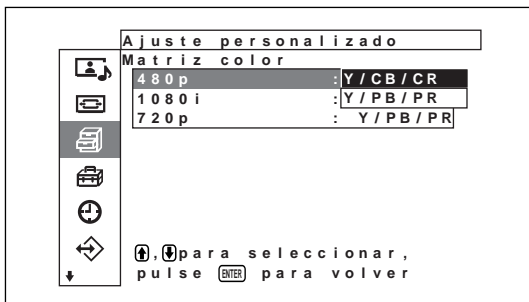 Ajuste personalizado
Matriz color
480p : Y/CB/CR
1080i : Y/PB/PR
720p : Y/PB/PR
, para seleccionar,
pulse ENTER para volver